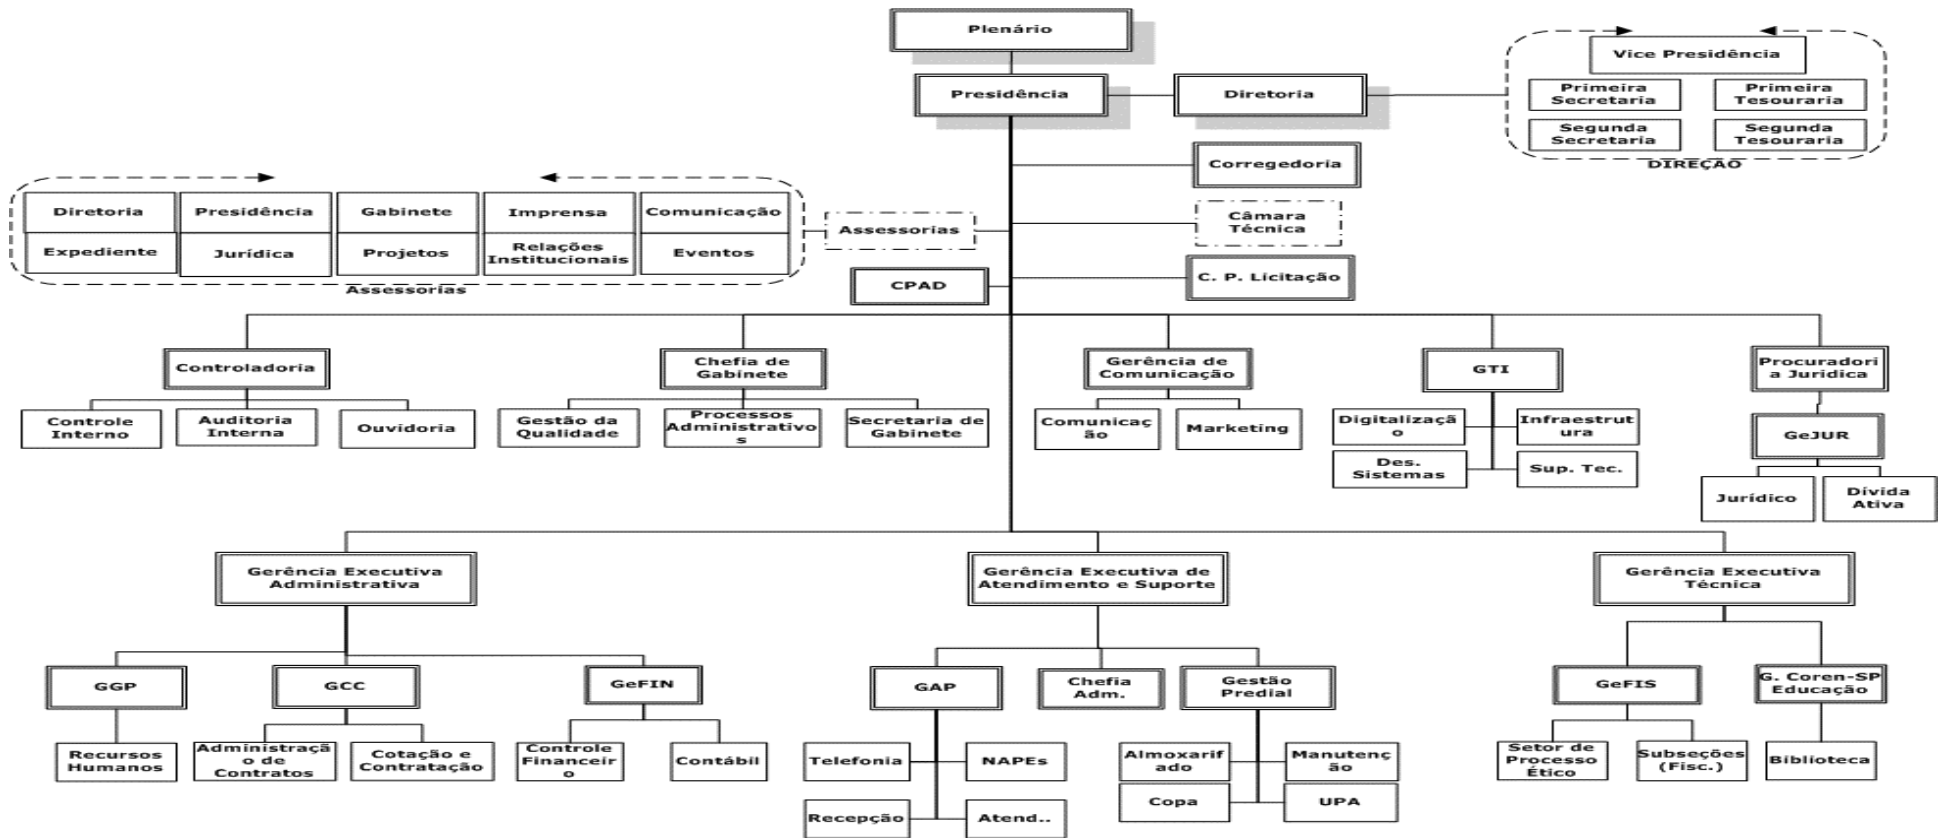 Plenário
Presidência
Diretoria
Vice Presidência
Primeira
Secretaria
Primeira
Tesouraria
Segunda
Secretaria
Segunda
Tesouraria
DIREÇÃO
Corregedoria
Câmara
Técnica
C. P. Licitação
Assessorias
CPAD
Diretoria
Presidência
Gabinete
Imprensa
Comunicação
Expediente
Jurídica
Projetos
Relações
Institucionais
Eventos
Assessorias
Controladoria
Chefia de
Gabinete
Gerência de
Comunicação
GTI
Procuradori
a Juridica
Controle
Interno
Auditoria
Interna
Ouvidoria
Gestão da
Qualidade
Processos
Administrativo
s
Secretaria de
Gabinete
Comunicaç
ão
Marketing
Digitalizaçã
o
Infraestrut
ura
Des.
Sistemas
Sup. Tec.
GeJUR
Jurídico
Dívida
Ativa
Gerência Executiva
Administrativa
Gerência Executiva de
Atendimento e Suporte
Gerência Executiva
Técnica
GGP
GCC
GeFIN
GAP
Chefia
Adm.
Gestão
Predial
GeFIS
G. Coren-SP
Educação
Recursos
Humanos
Administraçã
o de
Contratos
Cotação e
Contratação
Controle
Financeir
o
Contábil
Telefonia
NAPEs
Recepção
Atend..
Almoxarif
ado
Manutenç
ão
Copa
UPA
Setor de
Processo
Ético
Subseções
(Fisc.)
Biblioteca